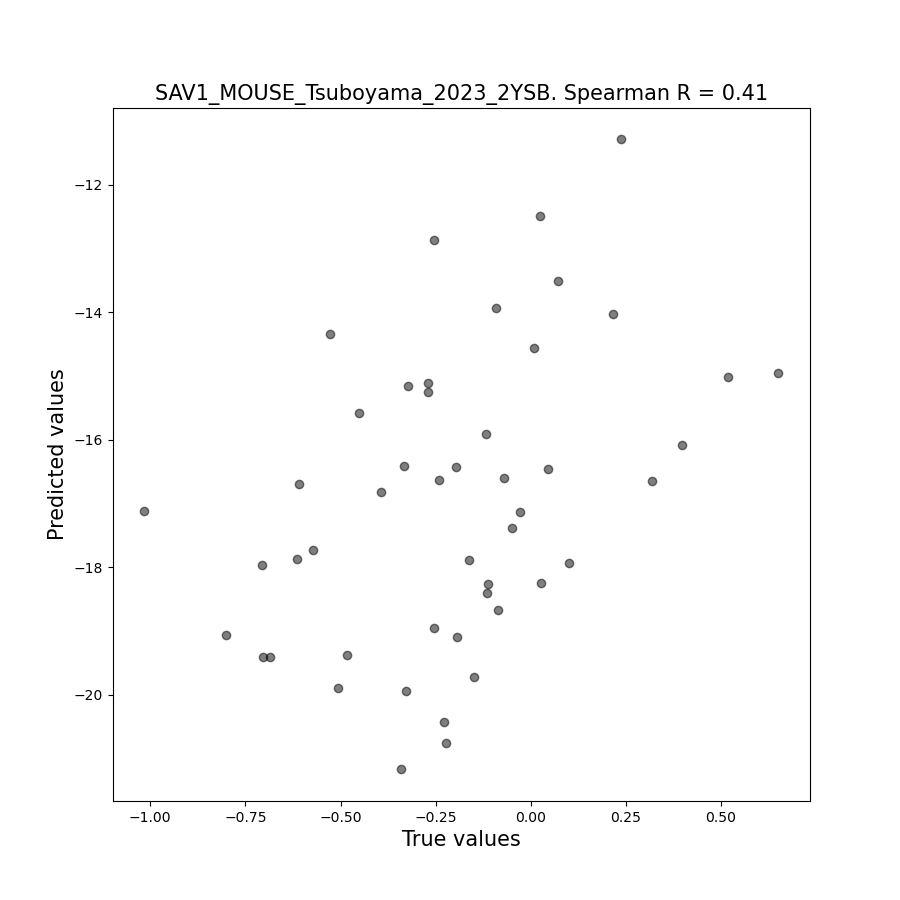 SAV1_MOUSE_Tsuboyama_2023_2YSB. Spearman R = 0.41
−12
−14
−16
−18
−20
Predicted values
−1.00 −0.75 −0.50 −0.25 0.00 0.25 0.50
True values